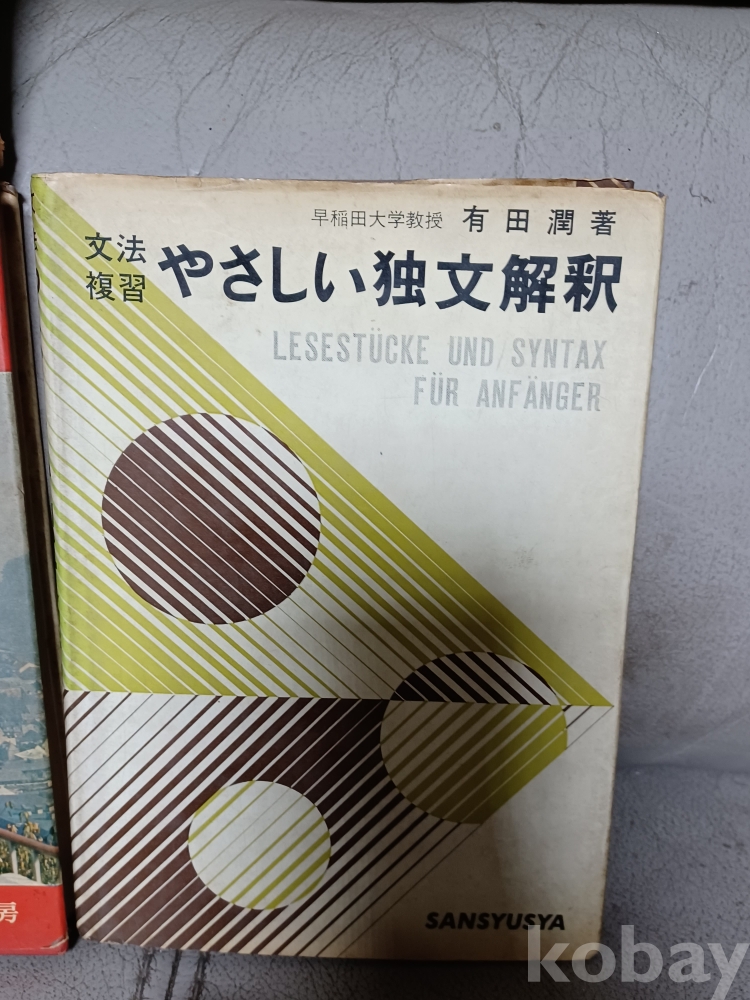 早稲田大学教授 有田潤著
文法
複習
やさしい独文解釈
LESESTÜCKE UND SYNTAX
FÜR ANFÄNGER
SANSYUSYA
房
kobay